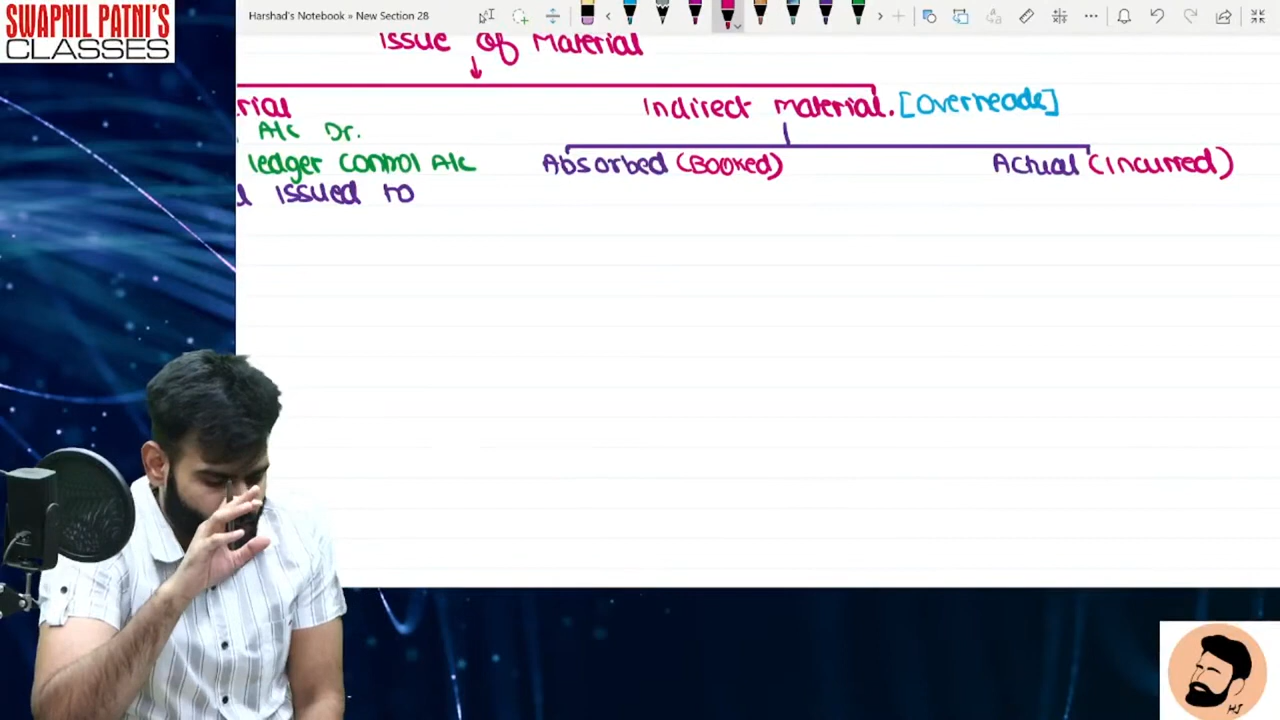 SWAPNIL PATNI'S
CLASSES
Harshad's Notebook » New Section 28
Issue of Material
rial
Indirect Material. [Overheads]
A/c Dr.
ledger control A/c
Absorbed (Booked)
Actual (Incurred)
l issued to
HJ